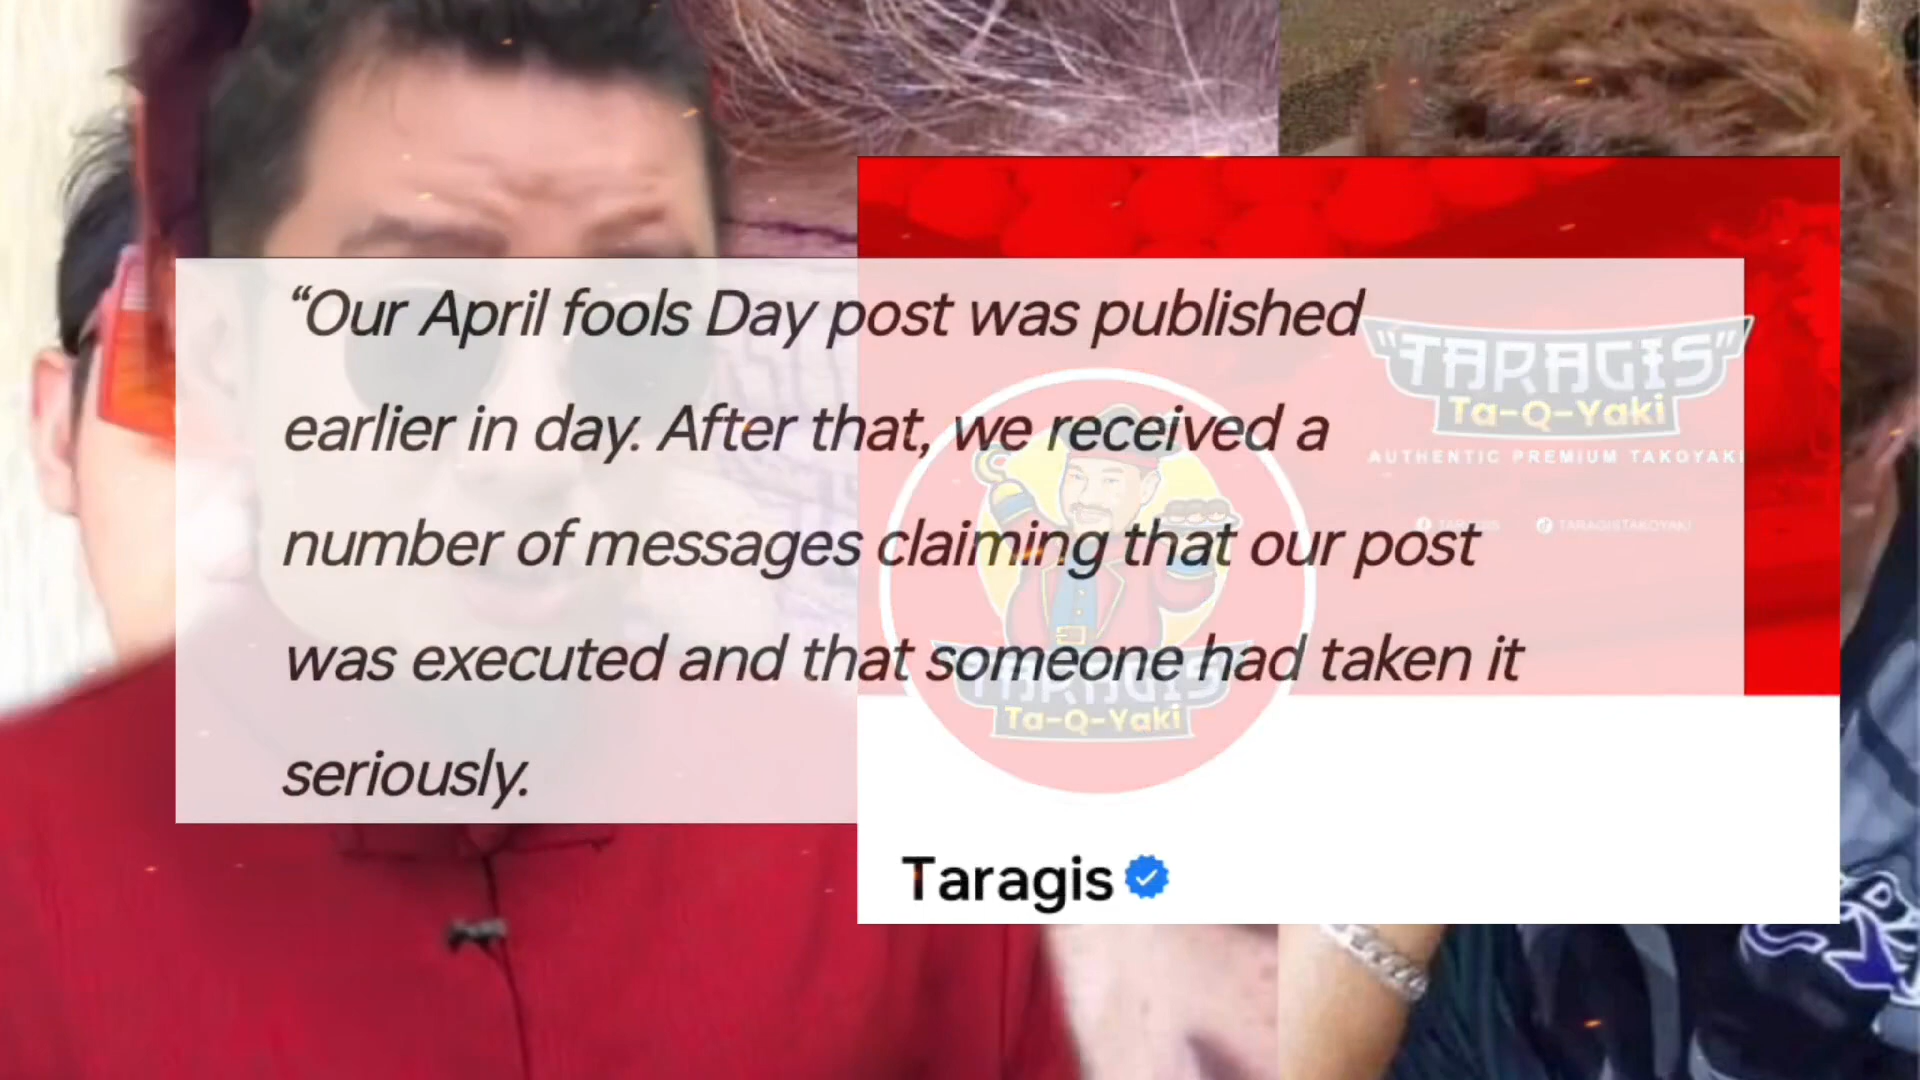 “Our April fools Day post was published
earlier in day. After that, we received a
number of messages claiming that our post
was executed and that someone had taken it
seriously.
"TARAGIS"
Ta-Q-Yaki
AUTHENTIC PREMIUM TAKOYAKI
TARAGIS
TARAGISTAKOYAKI
TARAGIS
Ta-Q-Yaki
Taragis